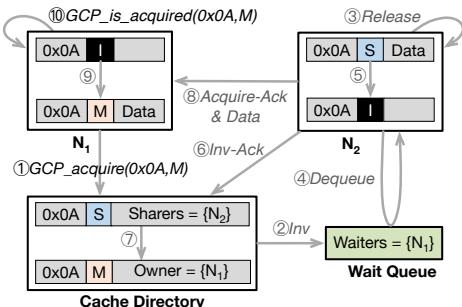 ⑩GCP_is_acquired(0x0A,M)
③Release
0x0A I
⑨
0x0A M Data
N1
0x0A S Data
⑤
0x0A I
N2
⑧Acquire-Ack
& Data
⑥Inv-Ack
①GCP_acquire(0x0A,M)
④Dequeue
0x0A S Sharers = {N2}
⑦
0x0A M Owner = {N1}
Cache Directory
②Inv
Waiters = {N1}
Wait Queue